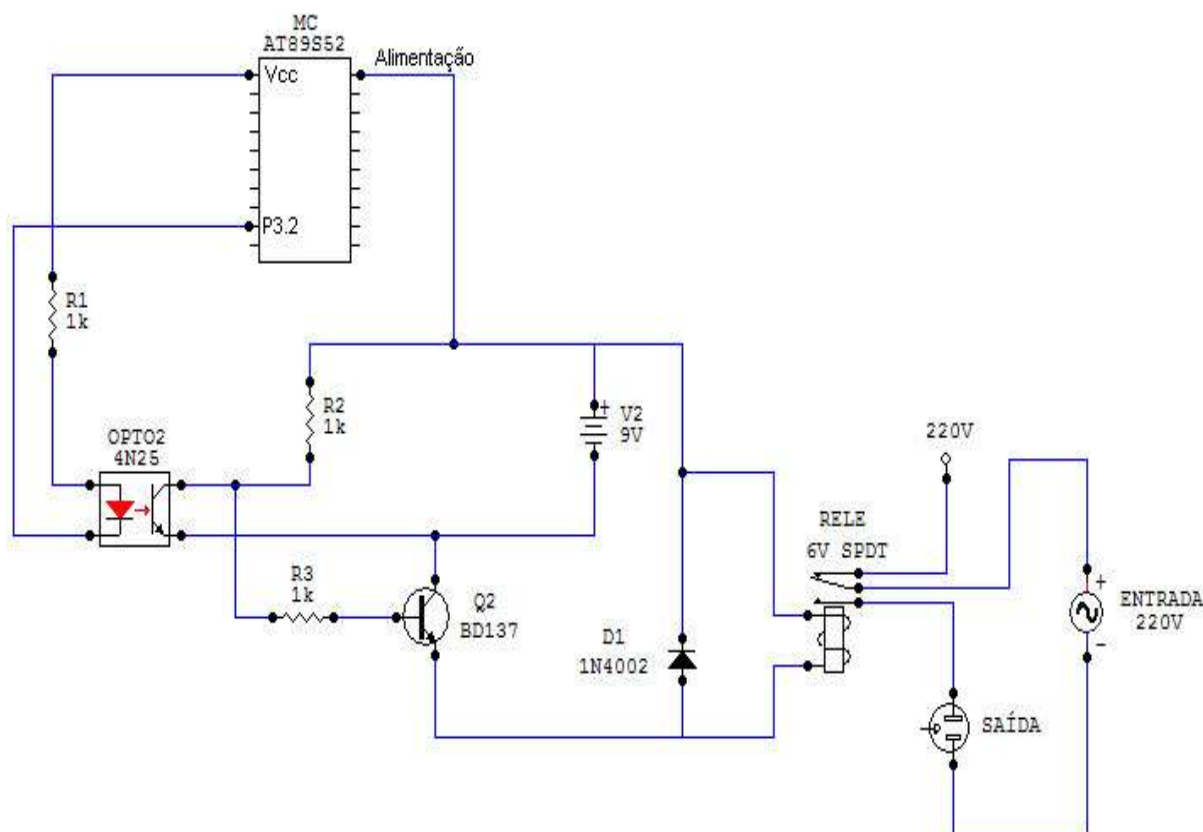 MC
AT89S52
Alimentação
Vcc
P3.2
R1
1k
R2
1k
+
V2
9V
OPTO2
4N25
220V
RELE
6V SPDT
R3
1k
Q2
BD137
D1
1N4002
+
ENTRADA
220V
-
SAÍDA